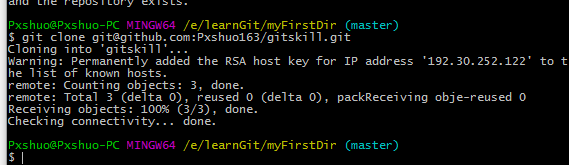 and the repository exists.
Pxshuo@Pxshuo-PC MINGW64 /e/learnGit/myFirstDir (master)
$ git clone git@github.com:Pxshuo163/gitskill.git
Cloning into 'gitskill'...
Warning: Permanently added the RSA host key for IP address '192.30.252.122' to t
he list of known hosts.
remote: Counting objects: 3, done.
remote: Total 3 (delta 0), reused 0 (delta 0), packReceiving obje-reused 0
Receiving objects: 100% (3/3), done.
Checking connectivity... done.
Pxshuo@Pxshuo-PC MINGW64 /e/learnGit/myFirstDir (master)
$